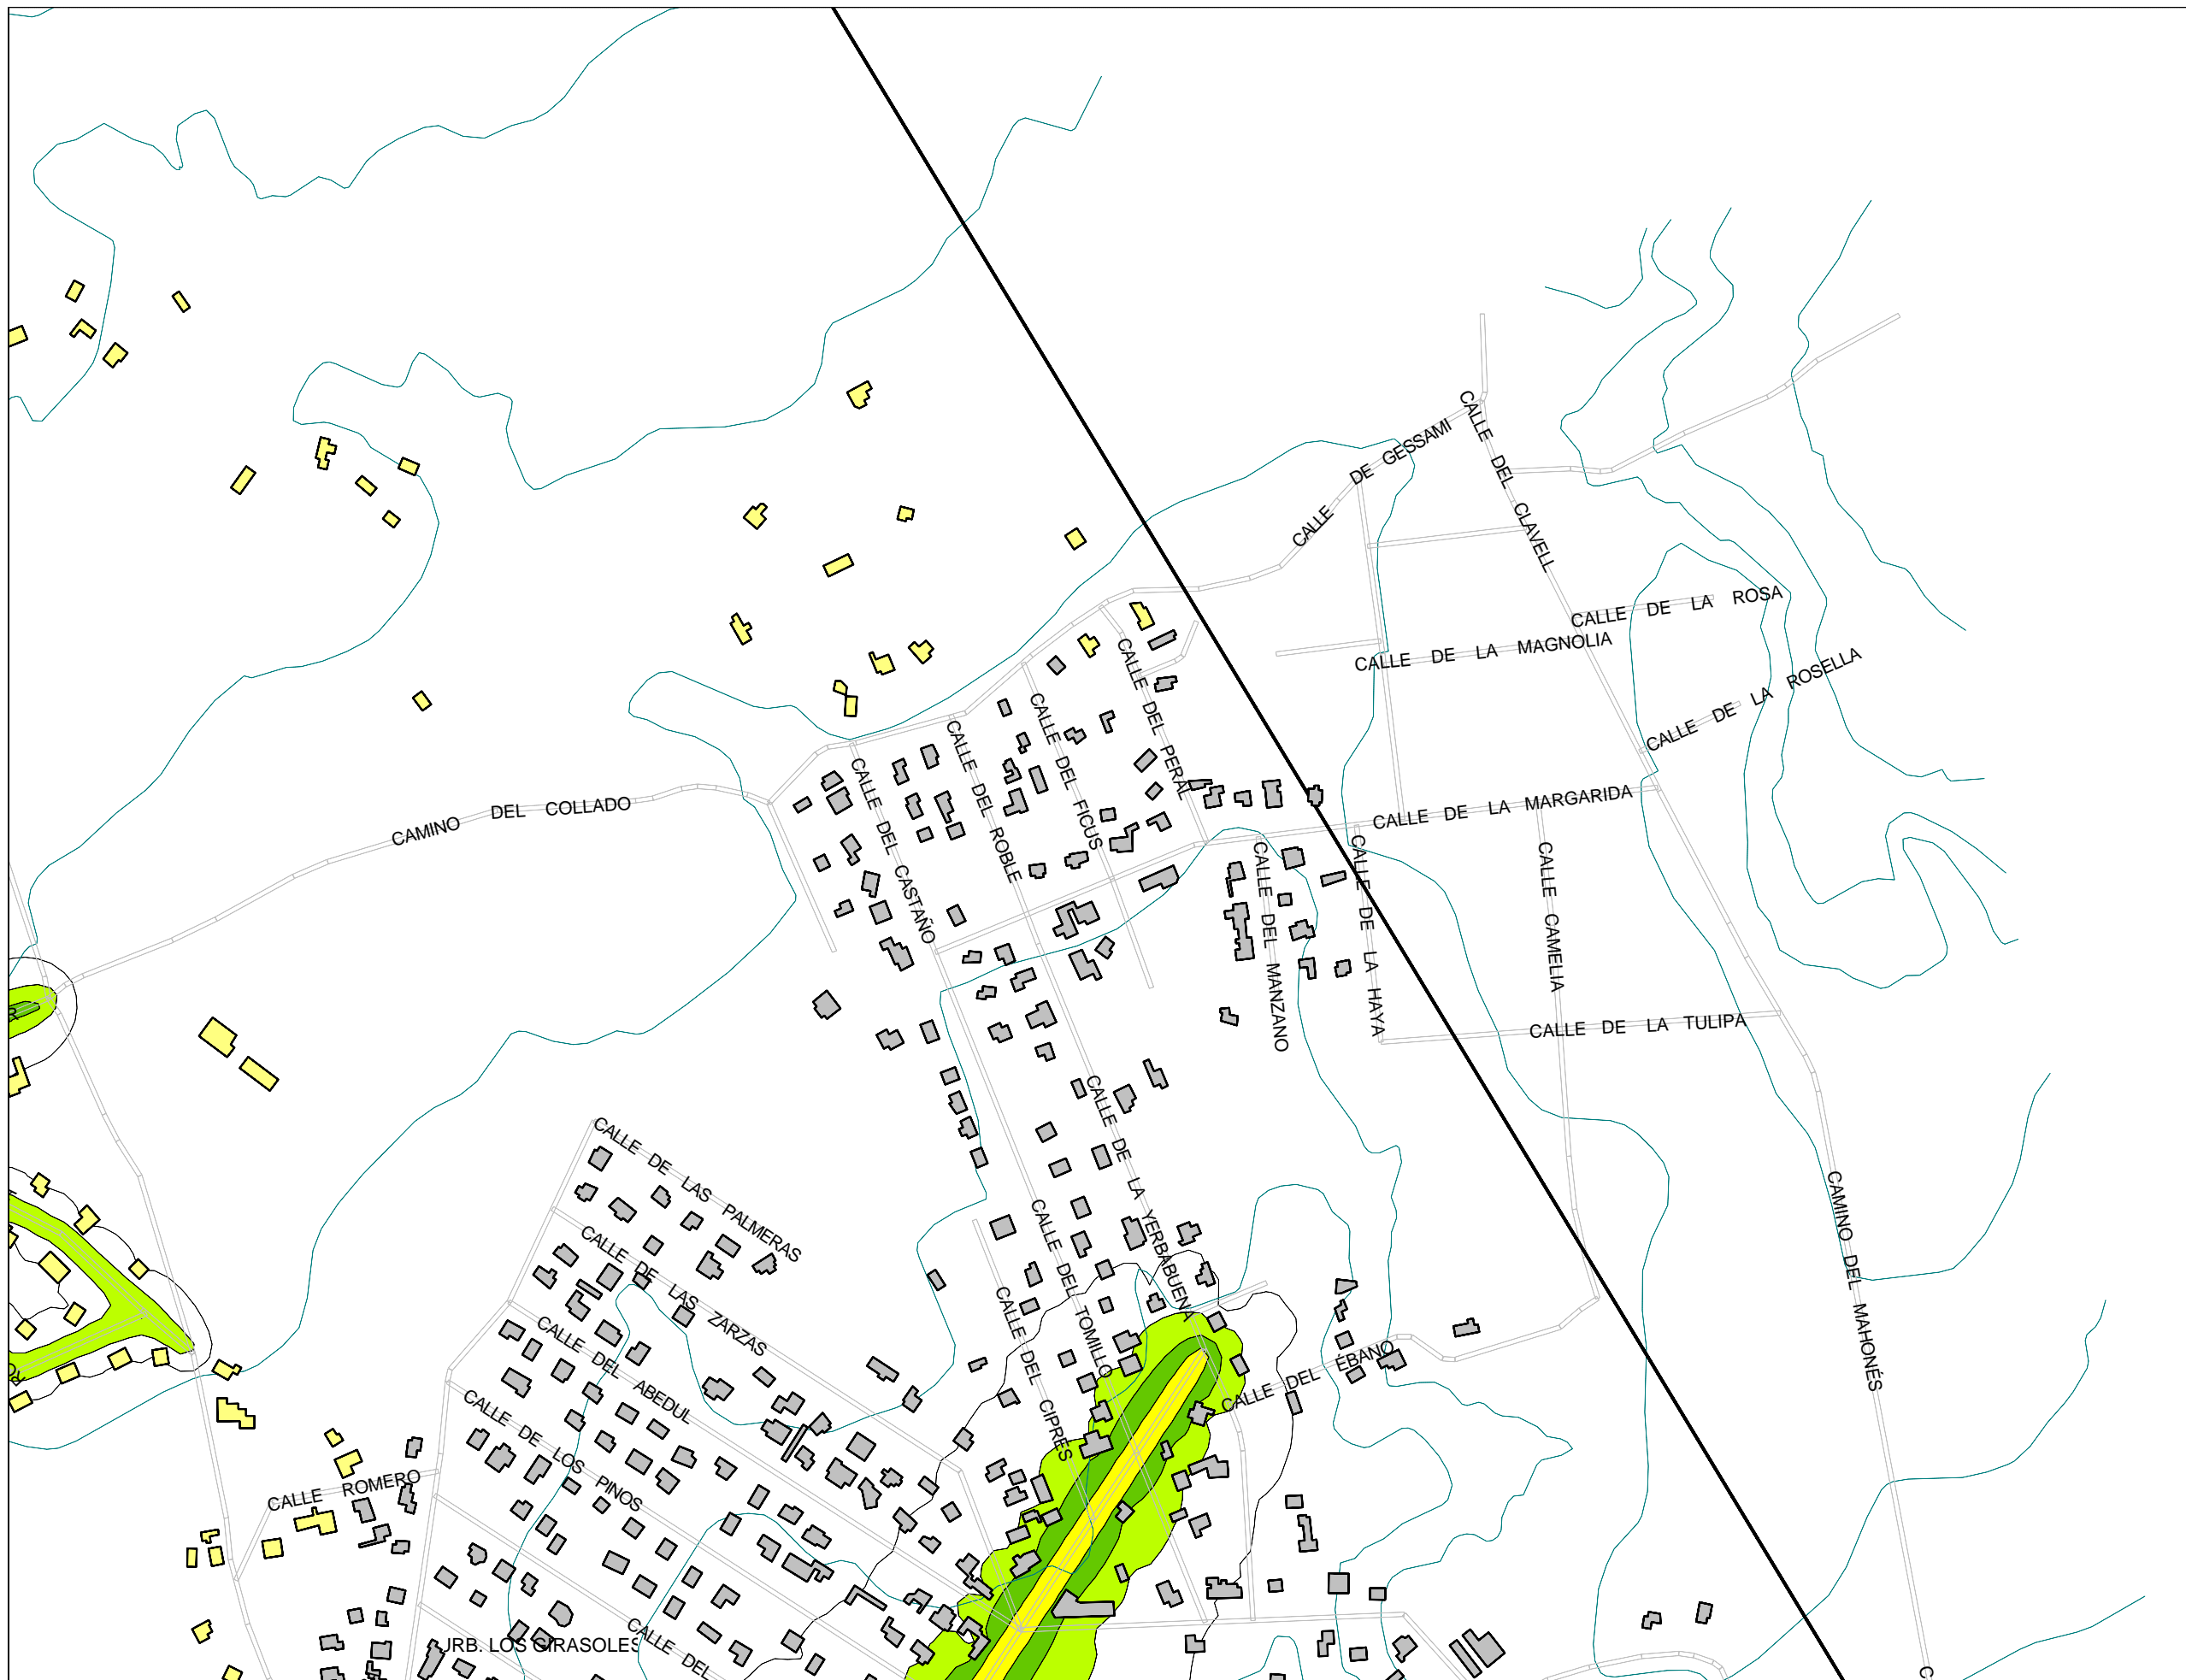 CALLE DE GESSAMI
CALLE DEL CLAVELL
CALLE DE LA ROSA
CALLE DE LA MAGNOLIA
CALLE DE LA ROSELLA
CALLE DEL PERAL
CALLE DEL FICUS
CALLE DEL ROBLE
CALLE DEL CASTAÑO
CAMINO DEL COLLADO
CALLE DE LA MARGARIDA
CALLE DEL MANZANO
CALLE DE LA HAYA
CALLE CAMELIA
CALLE DE LA TULIPA
R
CALLE DE LA YERBABUENA
CALLE DE LAS PALMERAS
CALLE DE LAS ZARZAS
CALLE DEL TOMILLO
CAMINO DEL MAHONÉS
CALLE DEL CIPRÉS
CALLE DEL ABEDUL
CALLE DEL ÉBANO
CALLE DE LOS PINOS
CALLE ROMERO
CALLE DEL
URB. LOS GIRASOLES
C